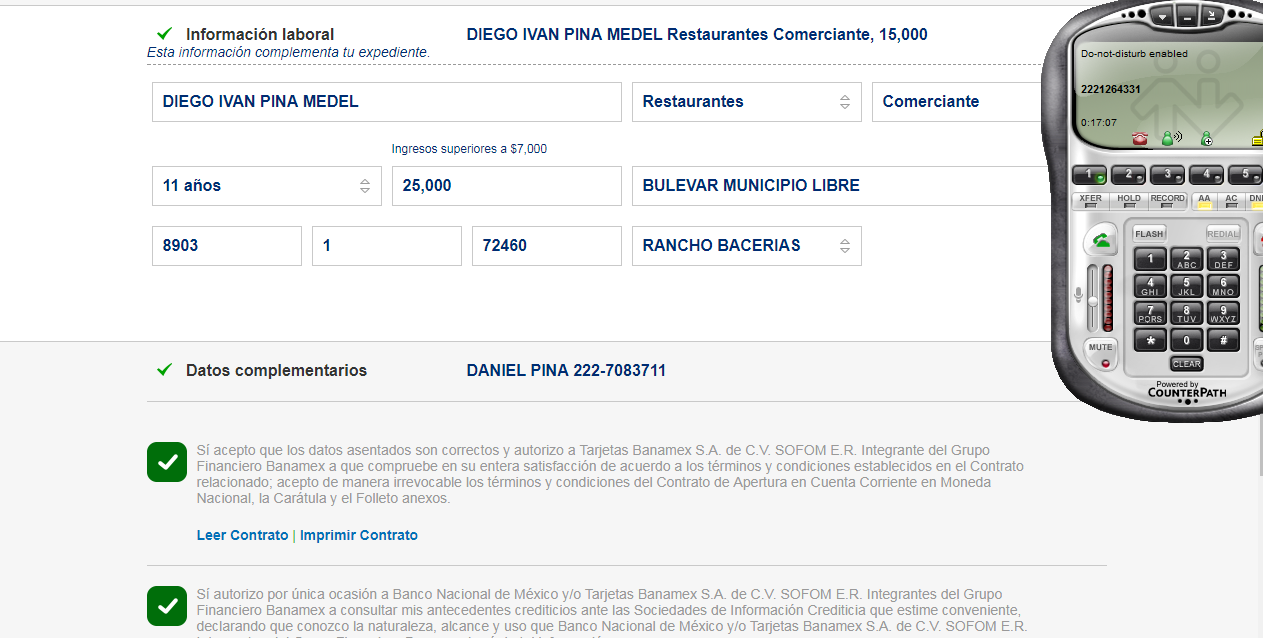 Información laboral
DIEGO IVAN PINA MEDEL Restaurantes Comerciante, 15,000
Esta información complementa tu expediente.
DIEGO IVAN PINA MEDEL
Restaurantes
Comerciante
Ingresos superiores a $7,000
11 años
25,000
BULEVAR MUNICIPIO LIBRE
8903
1
72460
RANCHO BACERIAS
Datos complementarios
DANIEL PINA 222-7083711
Sí acepto que los datos asentados son correctos y autorizo a Tarjetas Banamex S.A. de C.V. SOFOM E.R. Integrante del Grupo
Financiero Banamex a que compruebe en su entera satisfacción de acuerdo a los términos y condiciones establecidos en el Contrato
relacionado; acepto de manera irrevocable los términos y condiciones del Contrato de Apertura en Cuenta Corriente en Moneda
Nacional, la Carátula y el Folleto anexos.
Leer Contrato | Imprimir Contrato
Sí autorizo por única ocasión a Banco Nacional de México y/o Tarjetas Banamex S.A. de C.V. SOFOM E.R. Integrantes del Grupo
Financiero Banamex a consultar mis antecedentes crediticios ante las Sociedades de Información Crediticia que estime conveniente,
declarando que conozco la naturaleza, alcance y uso que Banco Nacional de México y/o Tarjetas Banamex S.A. de C.V. SOFOM E.R.
Do-not-disturb enabled
2221264331
0:17:07
1 2 3 4 5
XFER HOLD RECORD AA AC
FLASH REDIAL
1 2 ABC 3 DEF
4 GHI 5 JKL 6 MNO
7 PQRS 8 TUV 9 WXYZ
* 0 #
MUTE
CLEAR
Powered by
COUNTERPATH